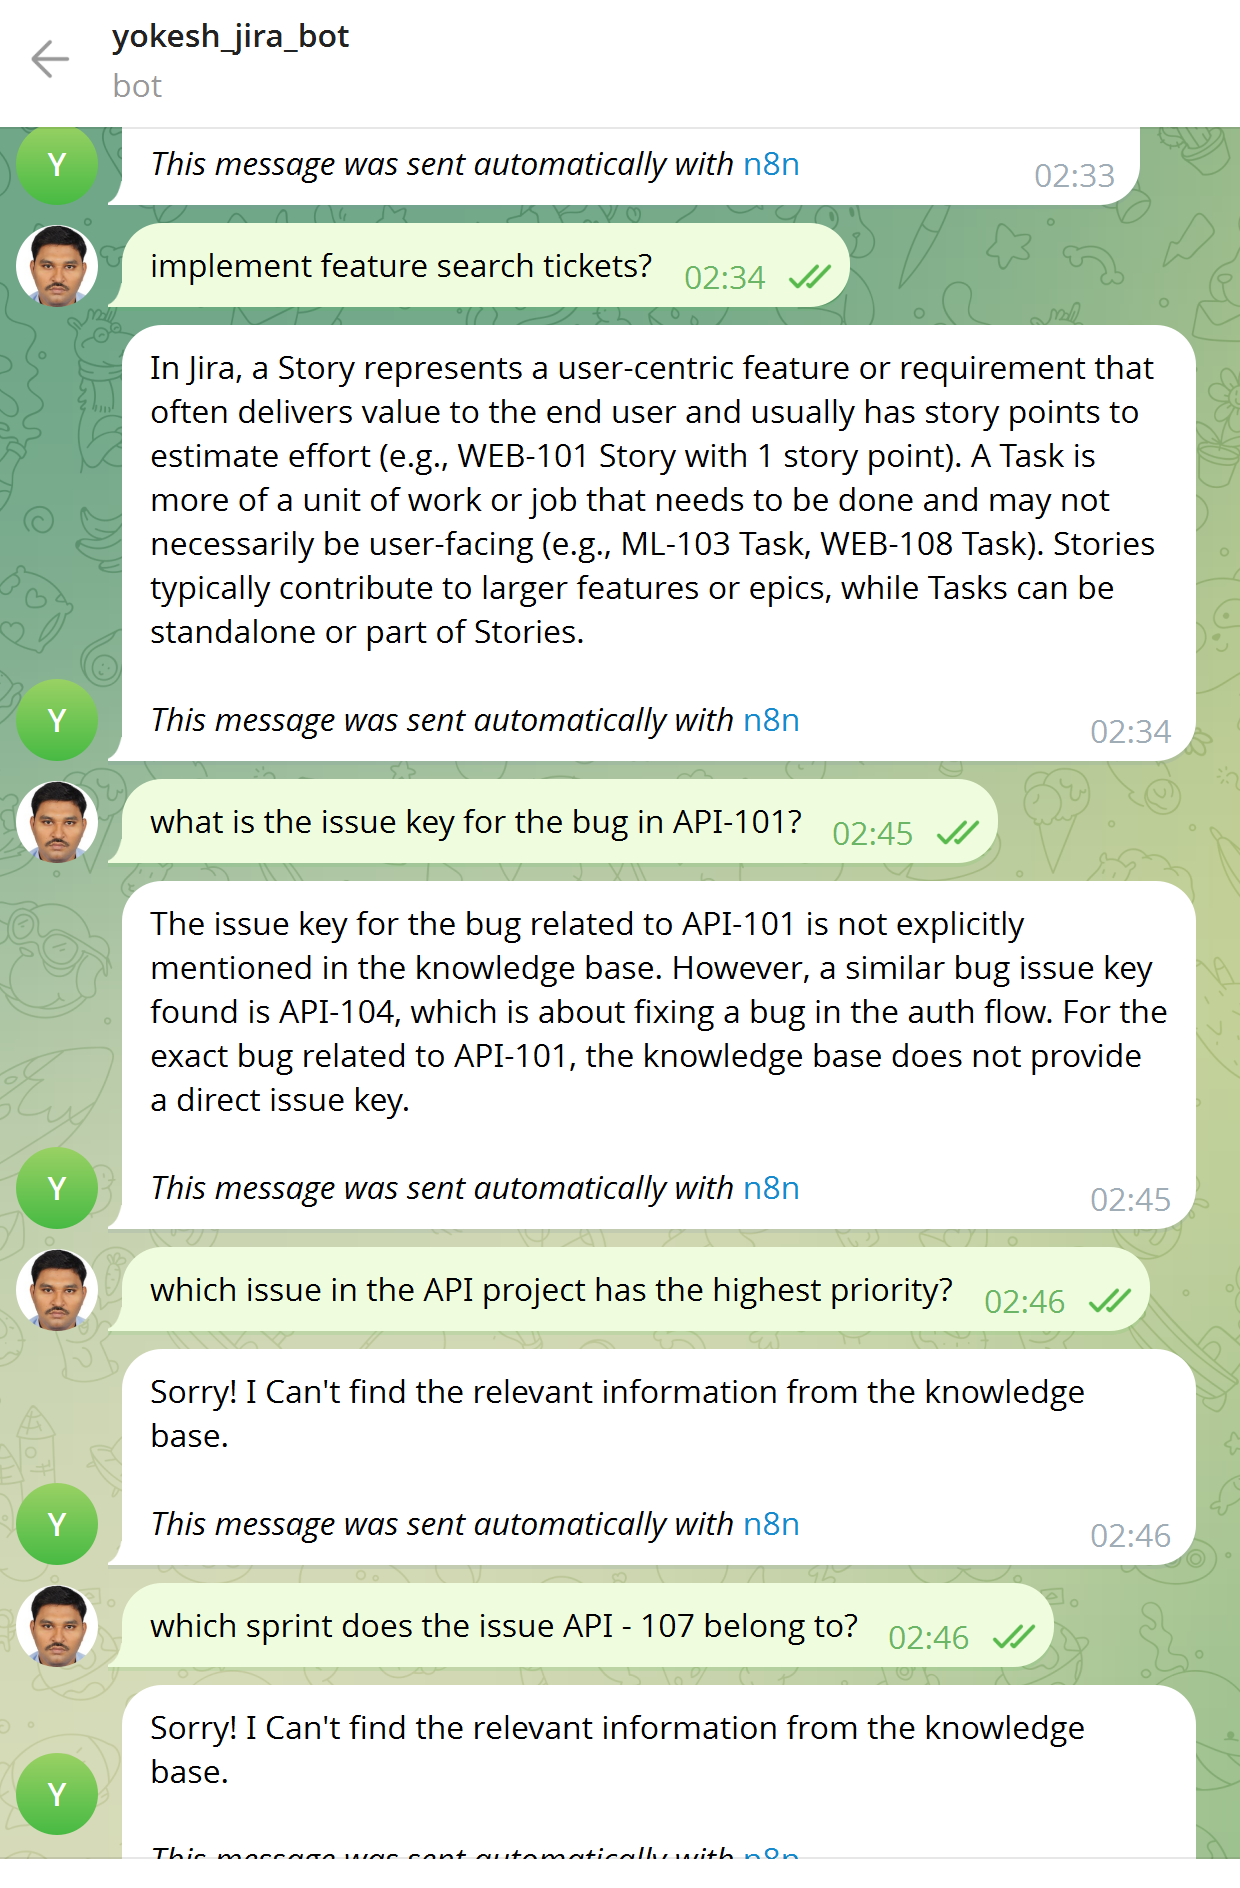 yokesh_jira_bot
bot
Y
This message was sent automatically with n8n
02:33
implement feature search tickets?
02:34
In Jira, a Story represents a user-centric feature or requirement that
often delivers value to the end user and usually has story points to
estimate effort (e.g., WEB-101 Story with 1 story point). A Task is
more of a unit of work or job that needs to be done and may not
necessarily be user-facing (e.g., ML-103 Task, WEB-108 Task). Stories
typically contribute to larger features or epics, while Tasks can be
standalone or part of Stories.
Y
This message was sent automatically with n8n
02:34
what is the issue key for the bug in API-101?
02:45
The issue key for the bug related to API-101 is not explicitly
mentioned in the knowledge base. However, a similar bug issue key
found is API-104, which is about fixing a bug in the auth flow. For the
exact bug related to API-101, the knowledge base does not provide
a direct issue key.
Y
This message was sent automatically with n8n
02:45
which issue in the API project has the highest priority?
02:46
Sorry! I Can't find the relevant information from the knowledge
base.
Y
This message was sent automatically with n8n
02:46
which sprint does the issue API - 107 belong to?
02:46
Sorry! I Can't find the relevant information from the knowledge
base.
Y
This message was sent automatically with n8n